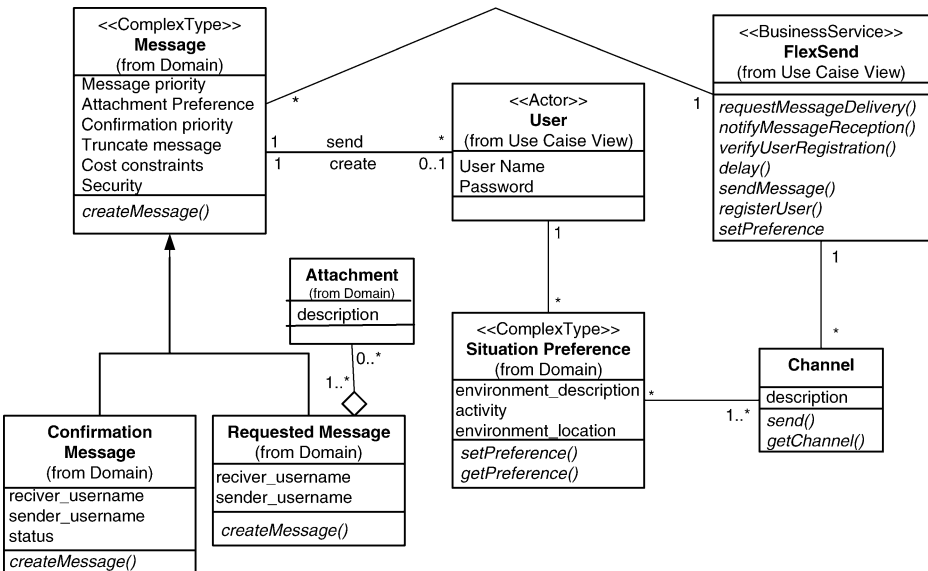 <<ComplexType>>
Message
(from Domain)
Message priority
Attachment Preference
Confirmation priority
Truncate message
Cost constraints
Security
createMessage()
*
1
1 send *
1 create 0..1
<<Actor>>
User
(from Use Caise View)
User Name
Password
<<BusinessService>>
FlexSend
(from Use Caise View)
requestMessageDelivery()
notifyMessageReception()
verifyUserRegistration()
delay()
sendMessage()
registerUser()
setPreference
1
*
1
*
Attachment
(from Domain)
description
0..*
1..*
<<ComplexType>>
Situation Preference
(from Domain)
environment_description
activity
environment_location
setPreference()
getPreference()
*
1..*
Channel
description
send()
getChannel()
Confirmation
Message
(from Domain)
reciver_username
sender_username
status
createMessage()
Requested Message
(from Domain)
reciver_username
sender_username
createMessage()